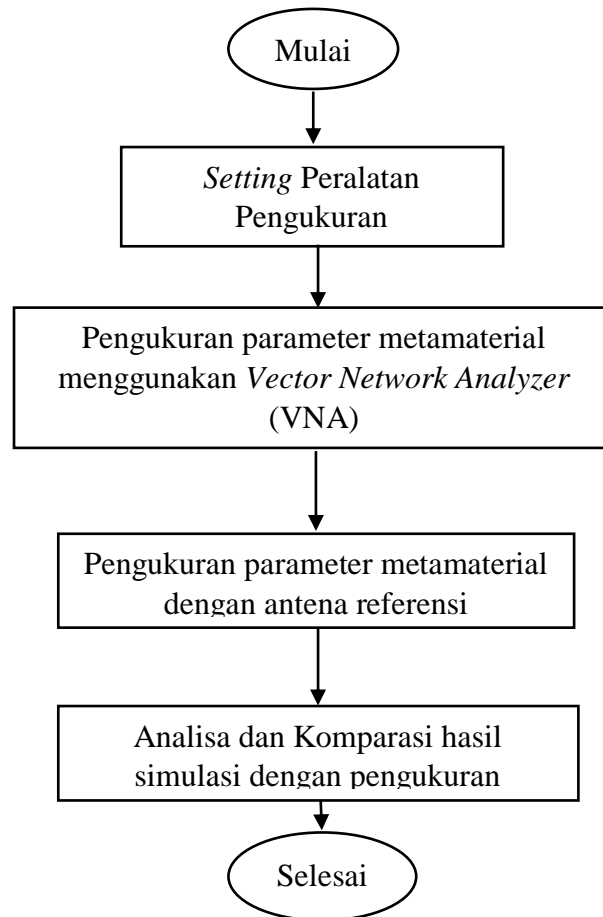 Mulai
Setting Peralatan
Pengukuran
Pengukuran parameter metamaterial
menggunakan Vector Network Analyzer
(VNA)
Pengukuran parameter metamaterial
dengan antena referensi
Analisa dan Komparasi hasil
simulasi dengan pengukuran
Selesai